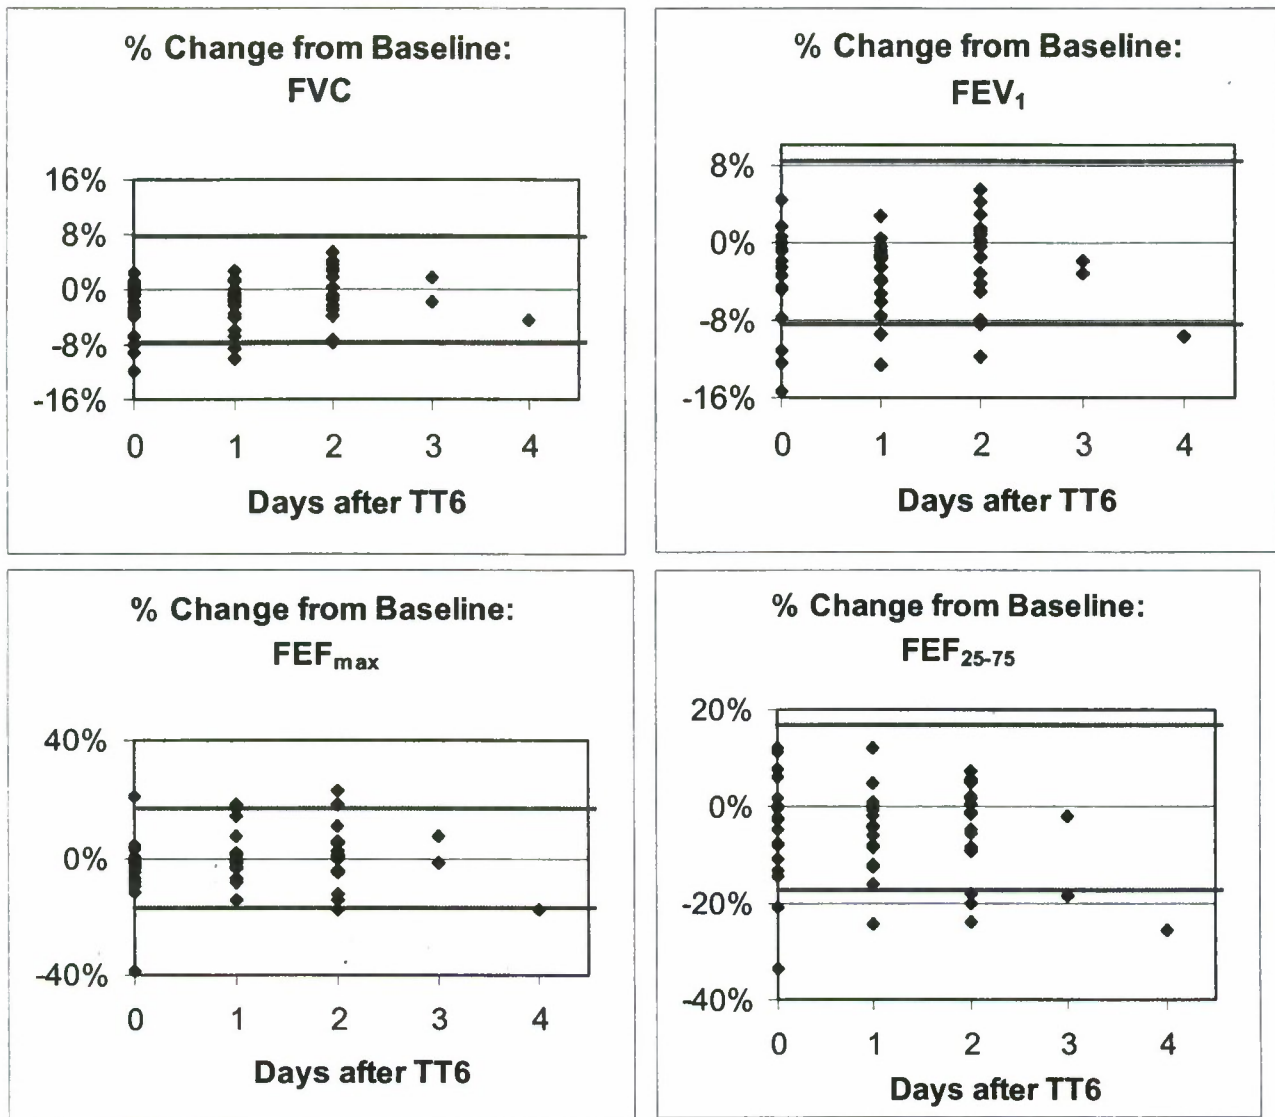 % Change from Baseline:
FVC
16%
8%
0%
-8%
-16%
0 1 2 3 4
Days after TT6
% Change from Baseline:
FEV₁
8%
0%
-8%
-16%
0 1 2 3 4
Days after TT6
% Change from Baseline:
FEFmax
40%
0%
-40%
0 1 2 3 4
Days after TT6
% Change from Baseline:
FEF₂₅₋₇₅
20%
0%
-20%
-40%
0 1 2 3 4
Days after TT6